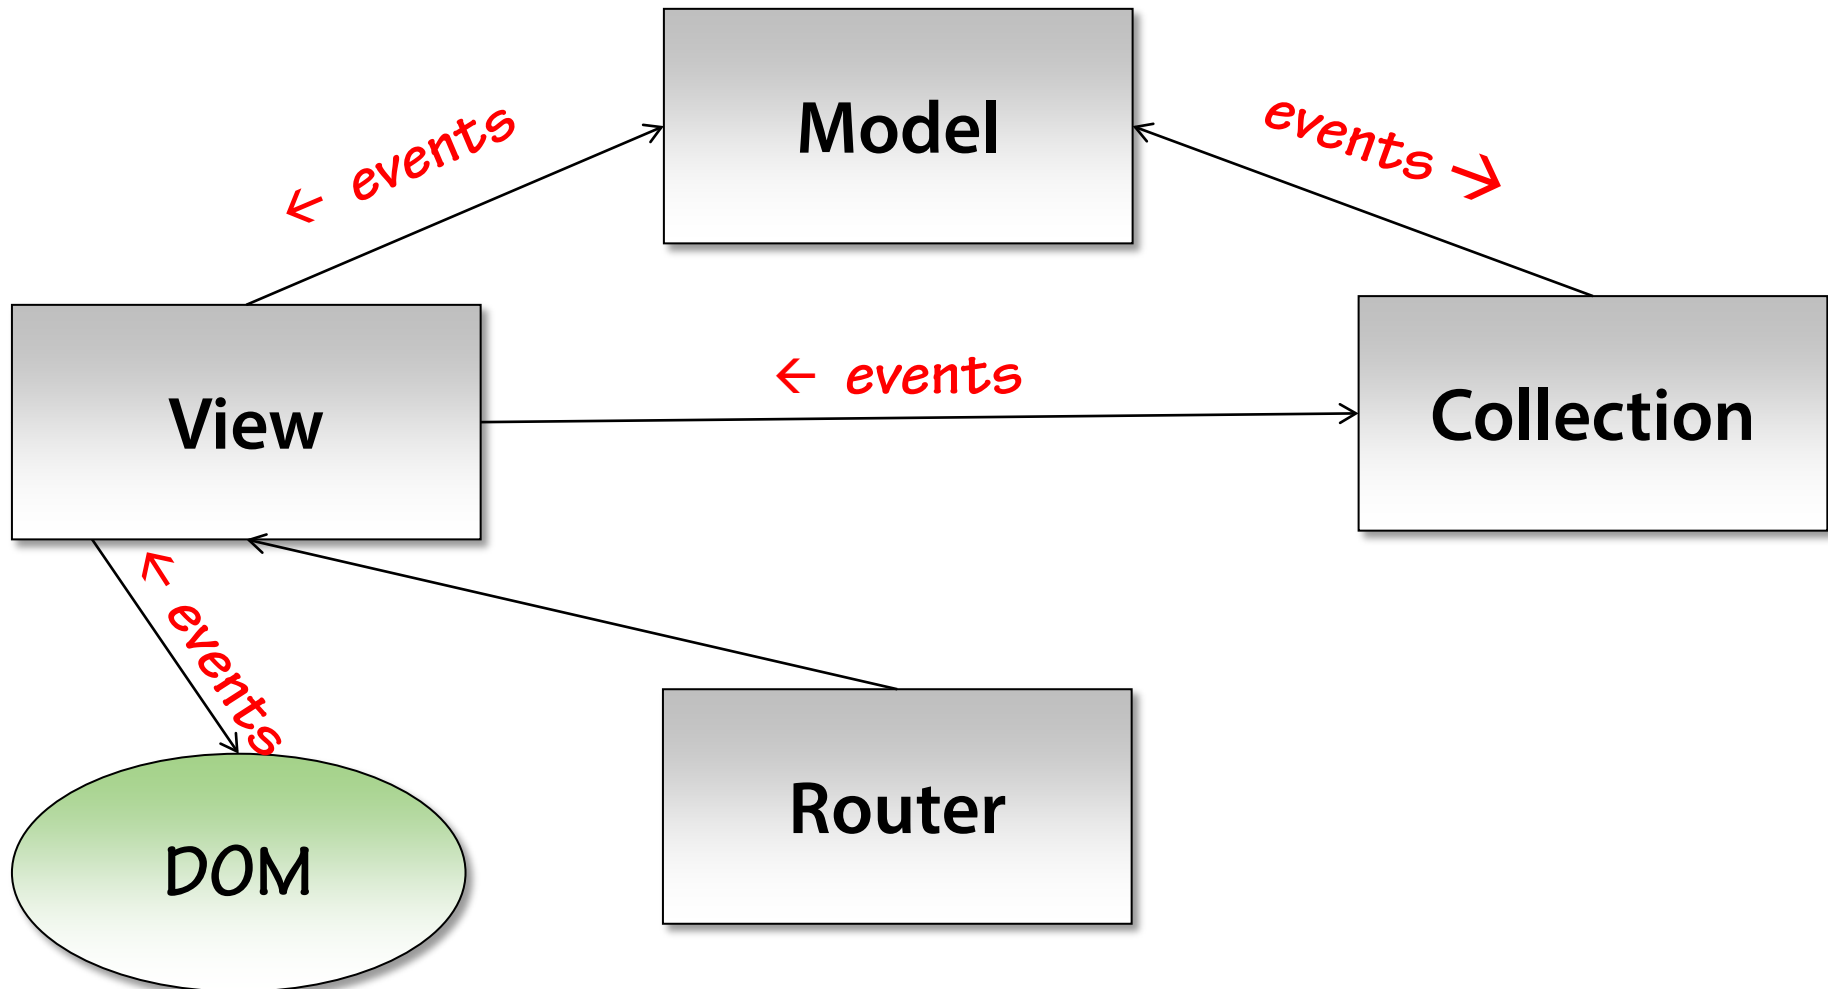 Model
← events
events →
View
← events
Collection
← events
Router
DOM